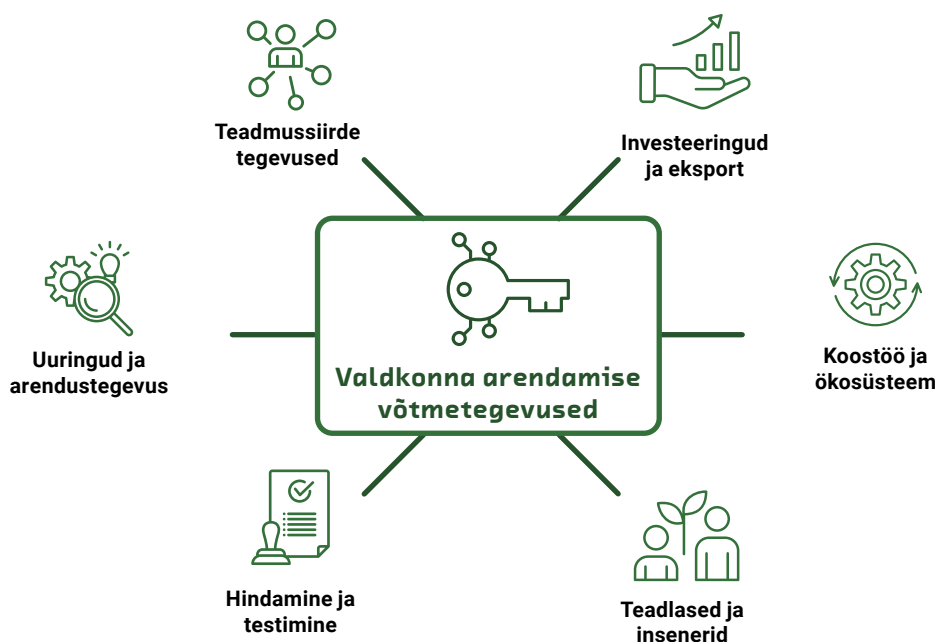 Teadmussiirde
tegevused
Investeeringud
ja eksport
Uuringud ja
arendustegevus
Valdkonna arendamise
võtmetegevused
Koostöö ja
ökosüsteem
Hindamine ja
testimine
Teadlased ja
insenerid